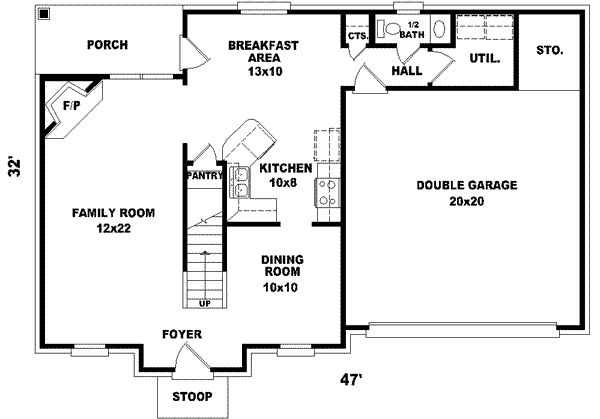 PORCH
BREAKFAST
AREA
13x10
CTS.
1/2
BATH
UTIL.
STO.
HALL
F/P
32'
PANTRY
KITCHEN
10x8
DOUBLE GARAGE
20x20
FAMILY ROOM
12x22
DINING
ROOM
10x10
UP
FOYER
STOOP
47'